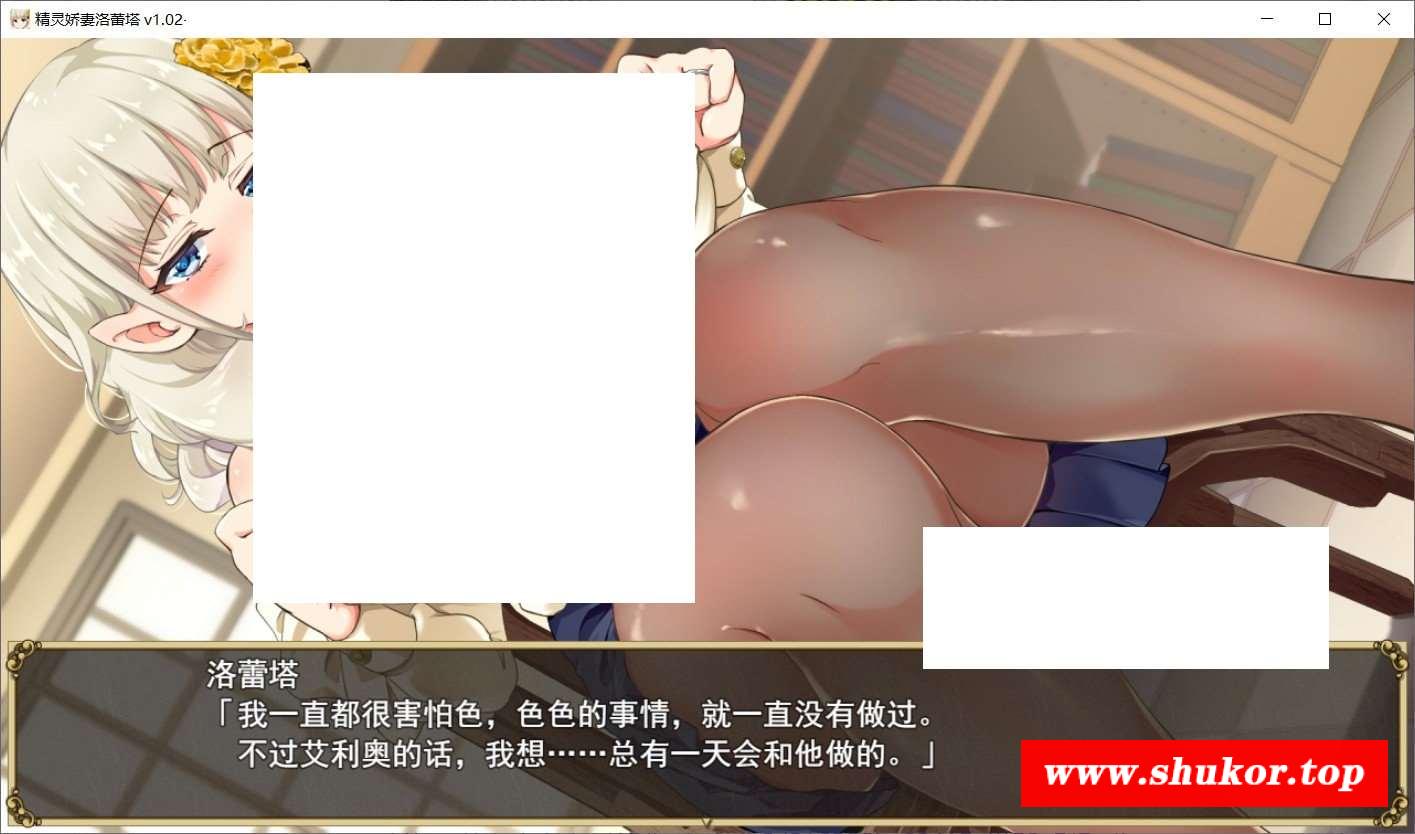 精灵娇妻洛蕾塔 v1.02·
洛蕾塔
「我一直都很害怕色，色色的事情，就一直没有做过。
不过艾利奥的话，我想……总有一天会和他做的。」
www.shukor.top